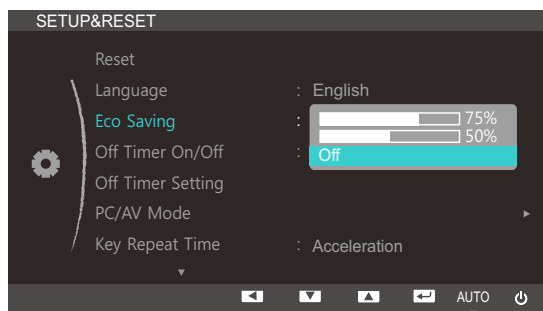 SETUP&RESET
Reset
Language : English
Eco Saving : 75%
50%
Off Timer On/Off : Off
Off Timer Setting
PC/AV Mode
Key Repeat Time : Acceleration
AUTO